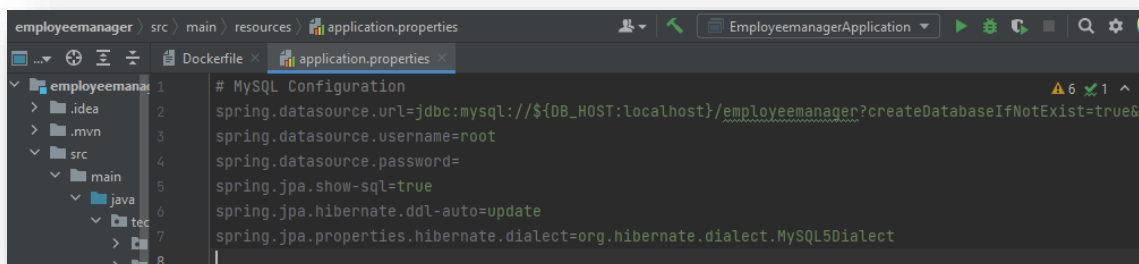 employeemanager src main resources application.properties EmployeemanagerApplication
... Dockerfile application.properties
employeemanag 1 # MySQL Configuration 6 1
.idea 2 spring.datasource.url=jdbc:mysql://${DB_HOST:localhost}/employeemanager?createDatabaseIfNotExist=true&
.mvn 3 spring.datasource.username=root
src 4 spring.datasource.password=
main 5 spring.jpa.show-sql=true
java 6 spring.jpa.hibernate.ddl-auto=update
tec 7 spring.jpa.properties.hibernate.dialect=org.hibernate.dialect.MySQL5Dialect
8